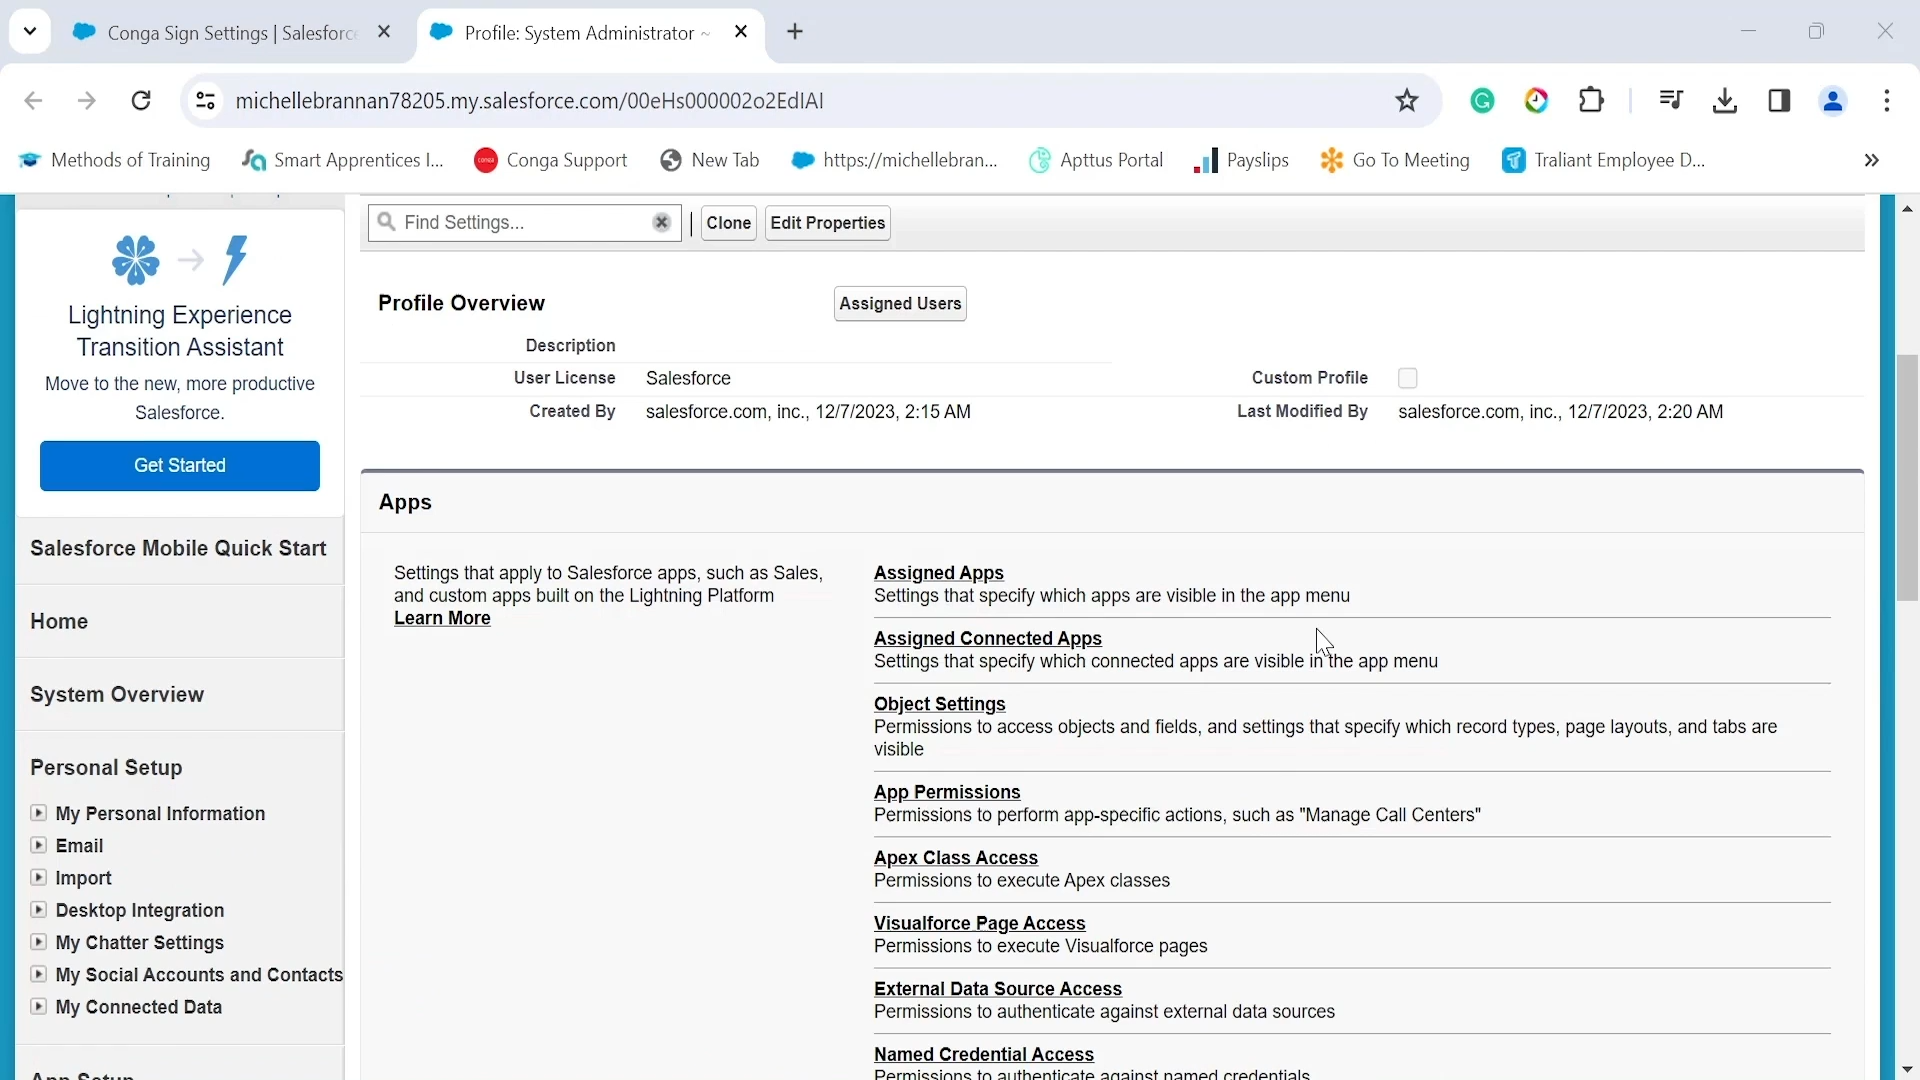 Conga Sign Settings | Salesforc
Profile: System Administrator ~
michellebrannan78205.my.salesforce.com/00eHs000002o2EdIAI
Methods of Training
Smart Apprentices I...
Conga Support
New Tab
https://michellebran...
Apttus Portal
Payslips
Go To Meeting
Traliant Employee D...
Find Settings...
Clone
Edit Properties
Lightning Experience
Transition Assistant
Move to the new, more productive
Salesforce.
Get Started
Salesforce Mobile Quick Start
Home
System Overview
Personal Setup
My Personal Information
Email
Import
Desktop Integration
My Chatter Settings
My Social Accounts and Contacts
My Connected Data
App Setup
Profile Overview
Assigned Users
Description
User License Salesforce
Custom Profile
Created By salesforce.com, inc., 12/7/2023, 2:15 AM
Last Modified By salesforce.com, inc., 12/7/2023, 2:20 AM
Apps
Settings that apply to Salesforce apps, such as Sales,
and custom apps built on the Lightning Platform
Learn More
Assigned Apps
Settings that specify which apps are visible in the app menu
Assigned Connected Apps
Settings that specify which connected apps are visible in the app menu
Object Settings
Permissions to access objects and fields, and settings that specify which record types, page layouts, and tabs are
visible
App Permissions
Permissions to perform app-specific actions, such as "Manage Call Centers"
Apex Class Access
Permissions to execute Apex classes
Visualforce Page Access
Permissions to execute Visualforce pages
External Data Source Access
Permissions to authenticate against external data sources
Named Credential Access
Permissions to authenticate against named credentials